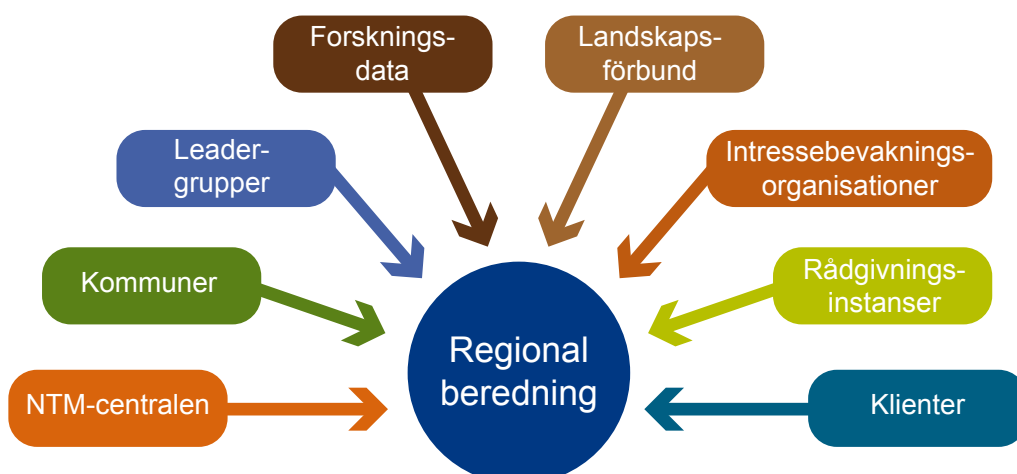 Forsknings-
data
Landskaps-
förbund
Leader-
grupper
Intressebevaknings-
organisationer
Kommuner
Rådgivnings-
instanser
Regional
beredning
NTM-centralen
Klienter